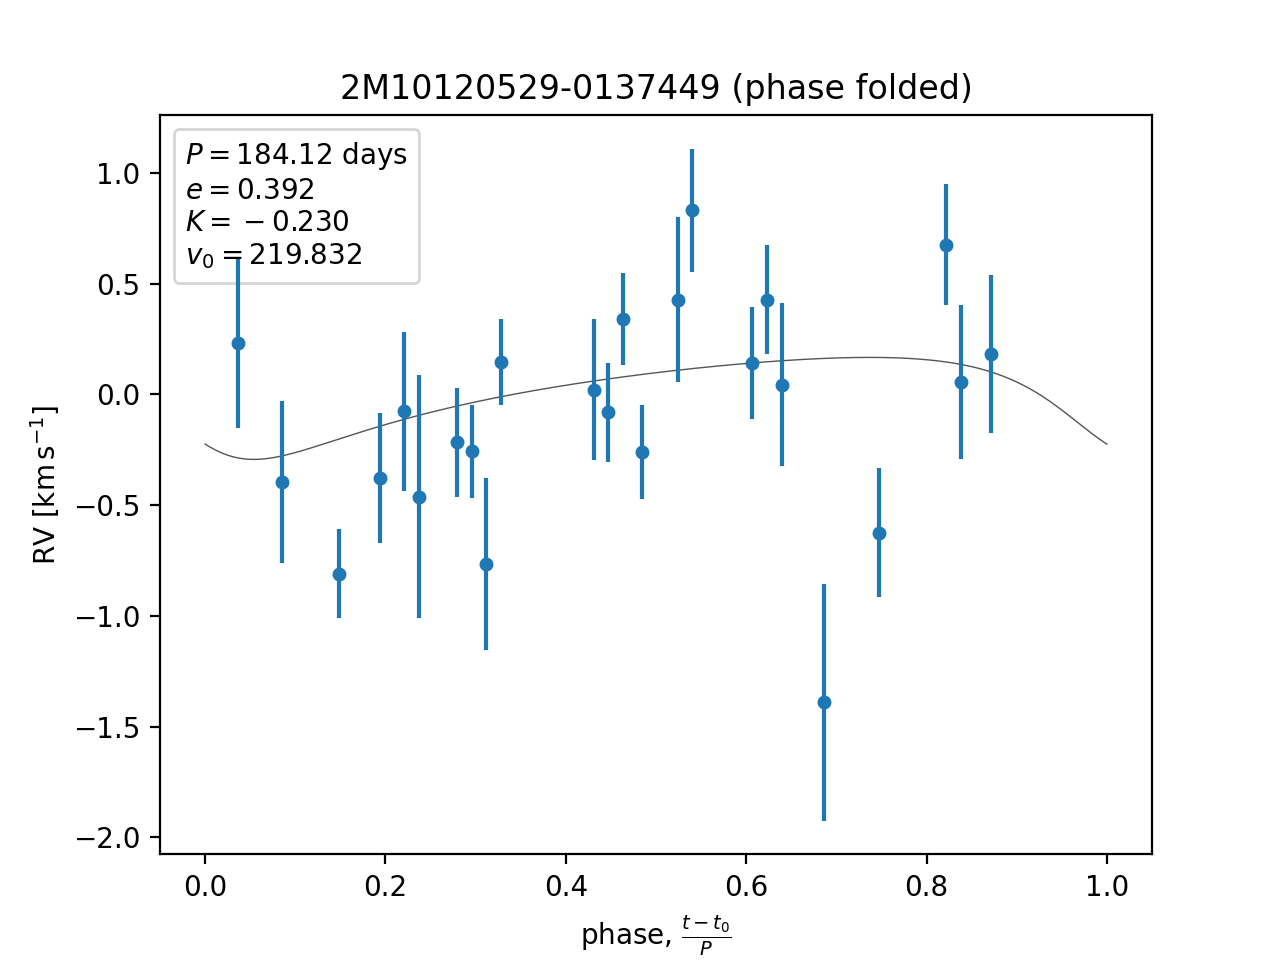 2M10120529-0137449 (phase folded)
P = 184.12 days
e = 0.392
K = −0.230
v₀ = 219.832
1.0
0.5
0.0
−0.5
−1.0
−1.5
−2.0
RV [km s⁻¹]
0.0 0.2 0.4 0.6 0.8 1.0
phase, (t − t₀)/P